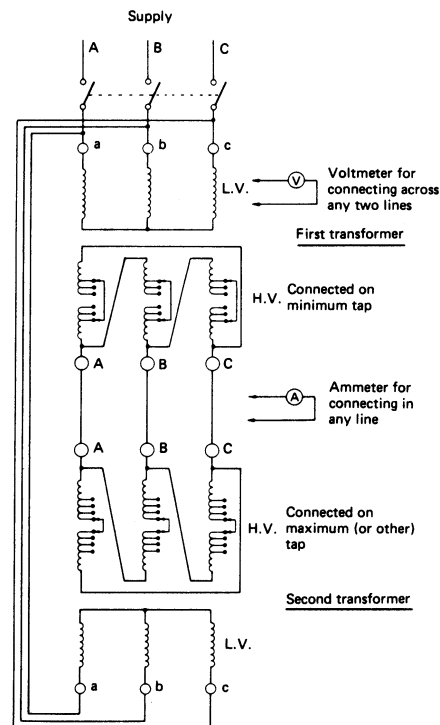 Supply
A
B
C
a
b
c
L.V.
V
Voltmeter for
connecting across
any two lines
First transformer
H.V.
Connected on
minimum tap
A
B
C
A
Ammeter for
connecting in
any line
A
B
C
H.V.
Connected on
maximum (or other)
tap
Second transformer
L.V.
a
b
c